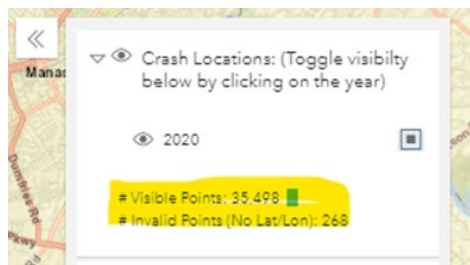 Manas
Crash Locations: (Toggle visibilty
below by clicking on the year)
2020
# Visible Points: 35,498
# Invalid Points (No Lat/Lon): 268
Dumfries Rd
Pkwy